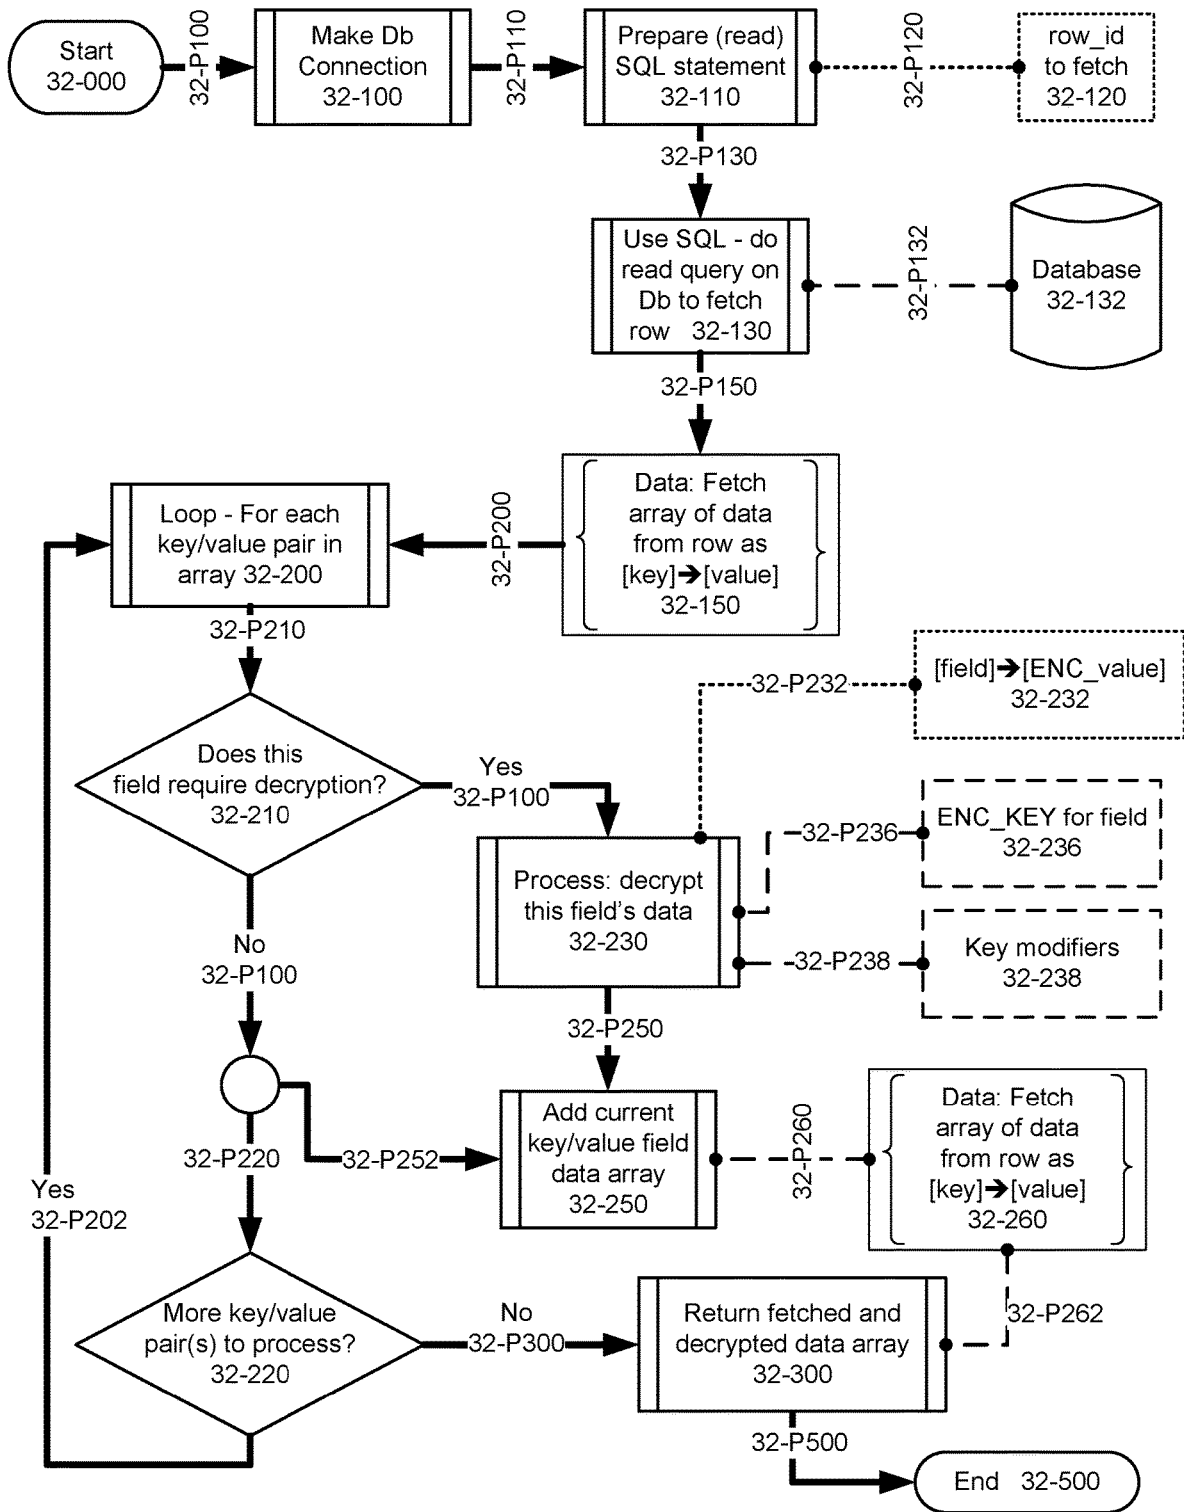 Start
32-000
32-P100
Make Db
Connection
32-100
32-P110
Prepare (read)
SQL statement
32-110
32-P120
row_id
to fetch
32-120
32-P130
Use SQL - do
read query on
Db to fetch
row 32-130
32-P132
Database
32-132
32-P150
Data: Fetch
array of data
from row as
[key]➔[value]
32-150
32-P200
Loop - For each
key/value pair in
array 32-200
32-P210
Does this
field require decryption?
32-210
Yes
32-P100
32-P232
[field]➔[ENC_value]
32-232
Process: decrypt
this field's data
32-230
32-P236
ENC_KEY for field
32-236
32-P238
Key modifiers
32-238
No
32-P100
32-P250
32-P220
32-P252
Add current
key/value field
data array
32-250
32-P260
Data: Fetch
array of data
from row as
[key]➔[value]
32-260
Yes
32-P202
More key/value
pair(s) to process?
32-220
No
32-P300
Return fetched and
decrypted data array
32-300
32-P262
32-P500
End 32-500